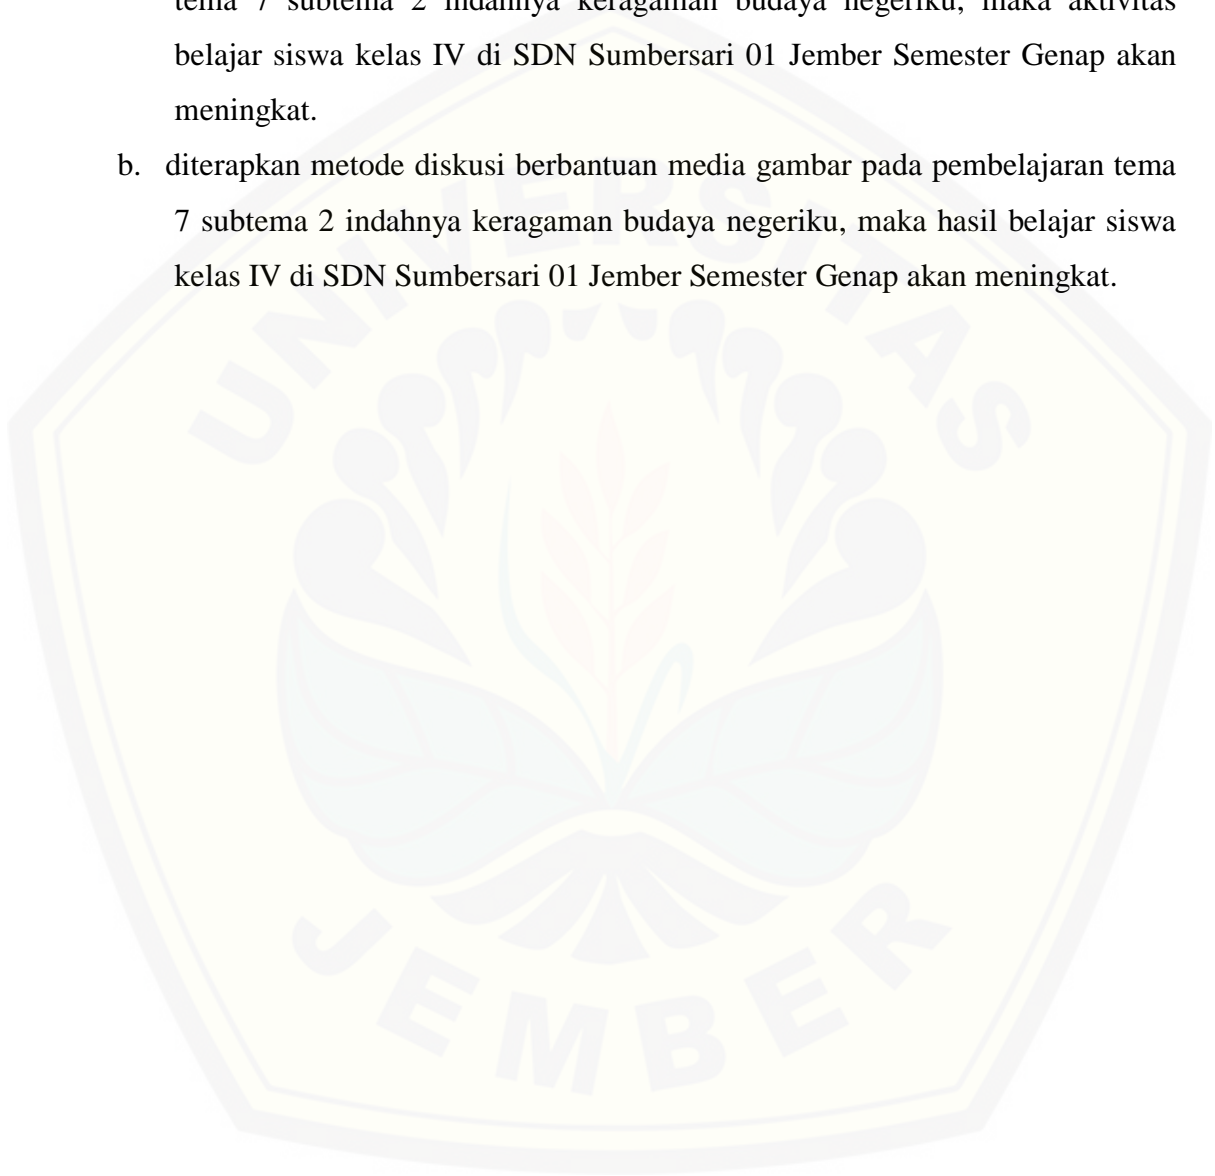 tema 7 subtema 2 indahnya keragaman budaya negeriku, maka aktivitas
belajar siswa kelas IV di SDN Sumbersari 01 Jember Semester Genap akan
meningkat.
b. diterapkan metode diskusi berbantuan media gambar pada pembelajaran tema
7 subtema 2 indahnya keragaman budaya negeriku, maka hasil belajar siswa
kelas IV di SDN Sumbersari 01 Jember Semester Genap akan meningkat.
UNIVERSITAS
JEMBER